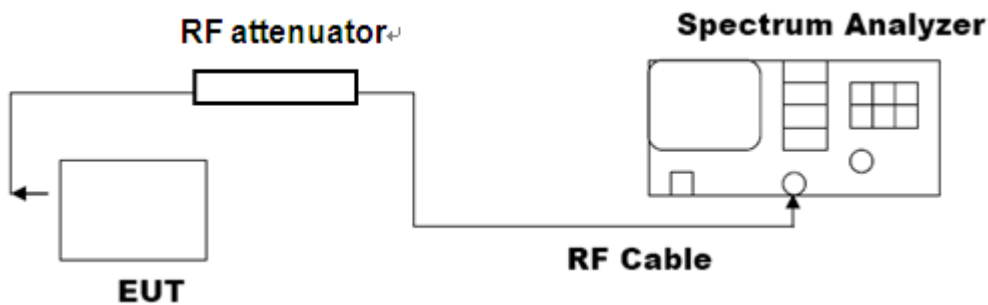 RF attenuator↵
Spectrum Analyzer
RF Cable
EUT